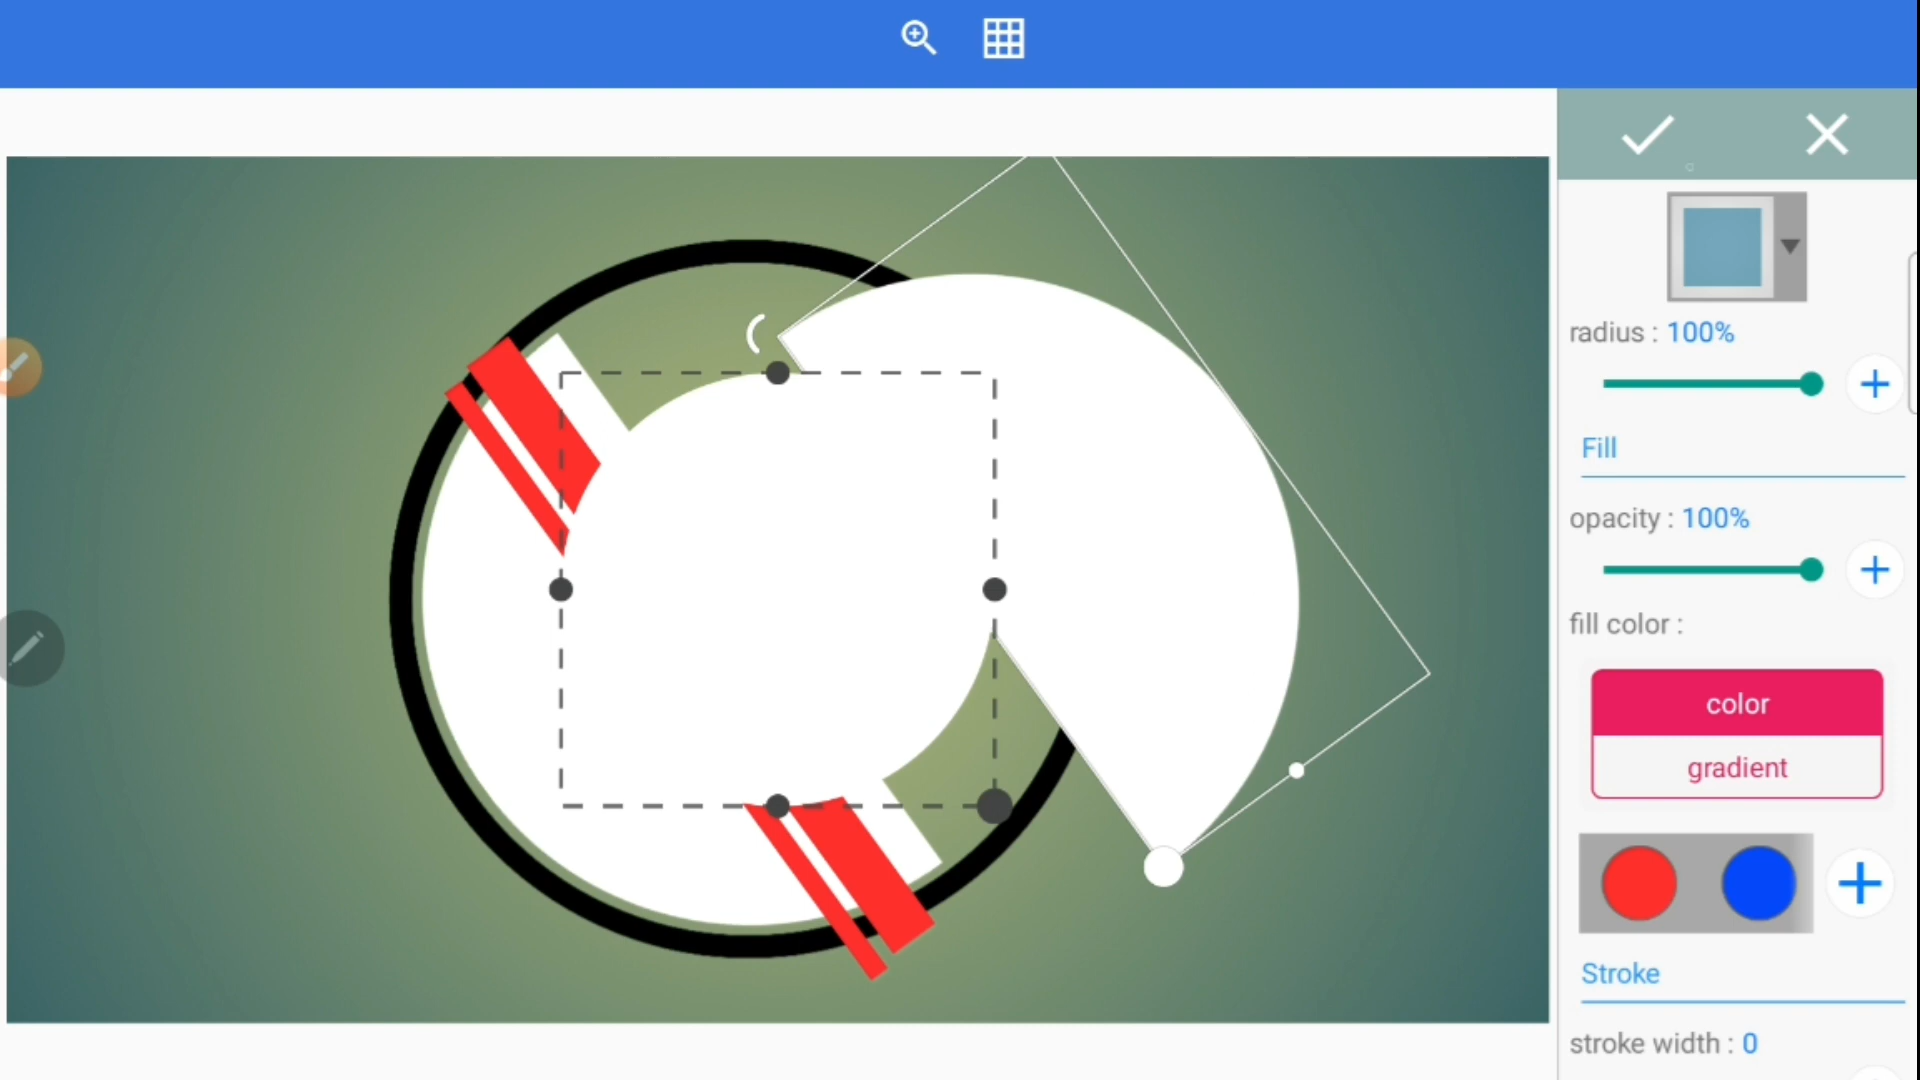 radius : 100%
Fill
opacity : 100%
fill color :
color
gradient
Stroke
stroke width : 0